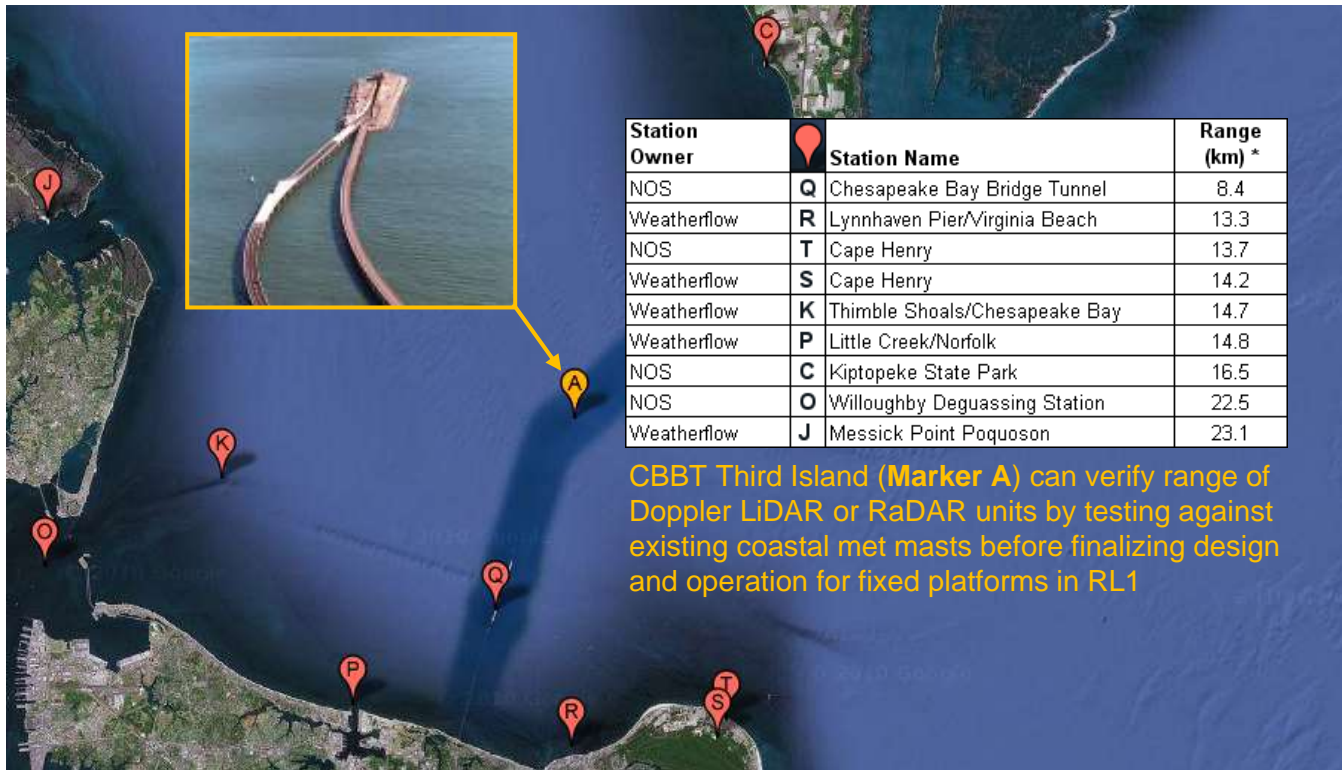 C
J
A
K
O
Q
P
R
T
S
Station Owner Station Name Range (km) *
NOS Q Chesapeake Bay Bridge Tunnel 8.4
Weatherflow R Lynnhaven Pier/Virginia Beach 13.3
NOS T Cape Henry 13.7
Weatherflow S Cape Henry 14.2
Weatherflow K Thimble Shoals/Chesapeake Bay 14.7
Weatherflow P Little Creek/Norfolk 14.8
NOS C Kiptopeke State Park 16.5
NOS O Willoughby Deguassing Station 22.5
Weatherflow J Messick Point Poquoson 23.1
CBBT Third Island (Marker A) can verify range of
Doppler LiDAR or RaDAR units by testing against
existing coastal met masts before finalizing design
and operation for fixed platforms in RL1